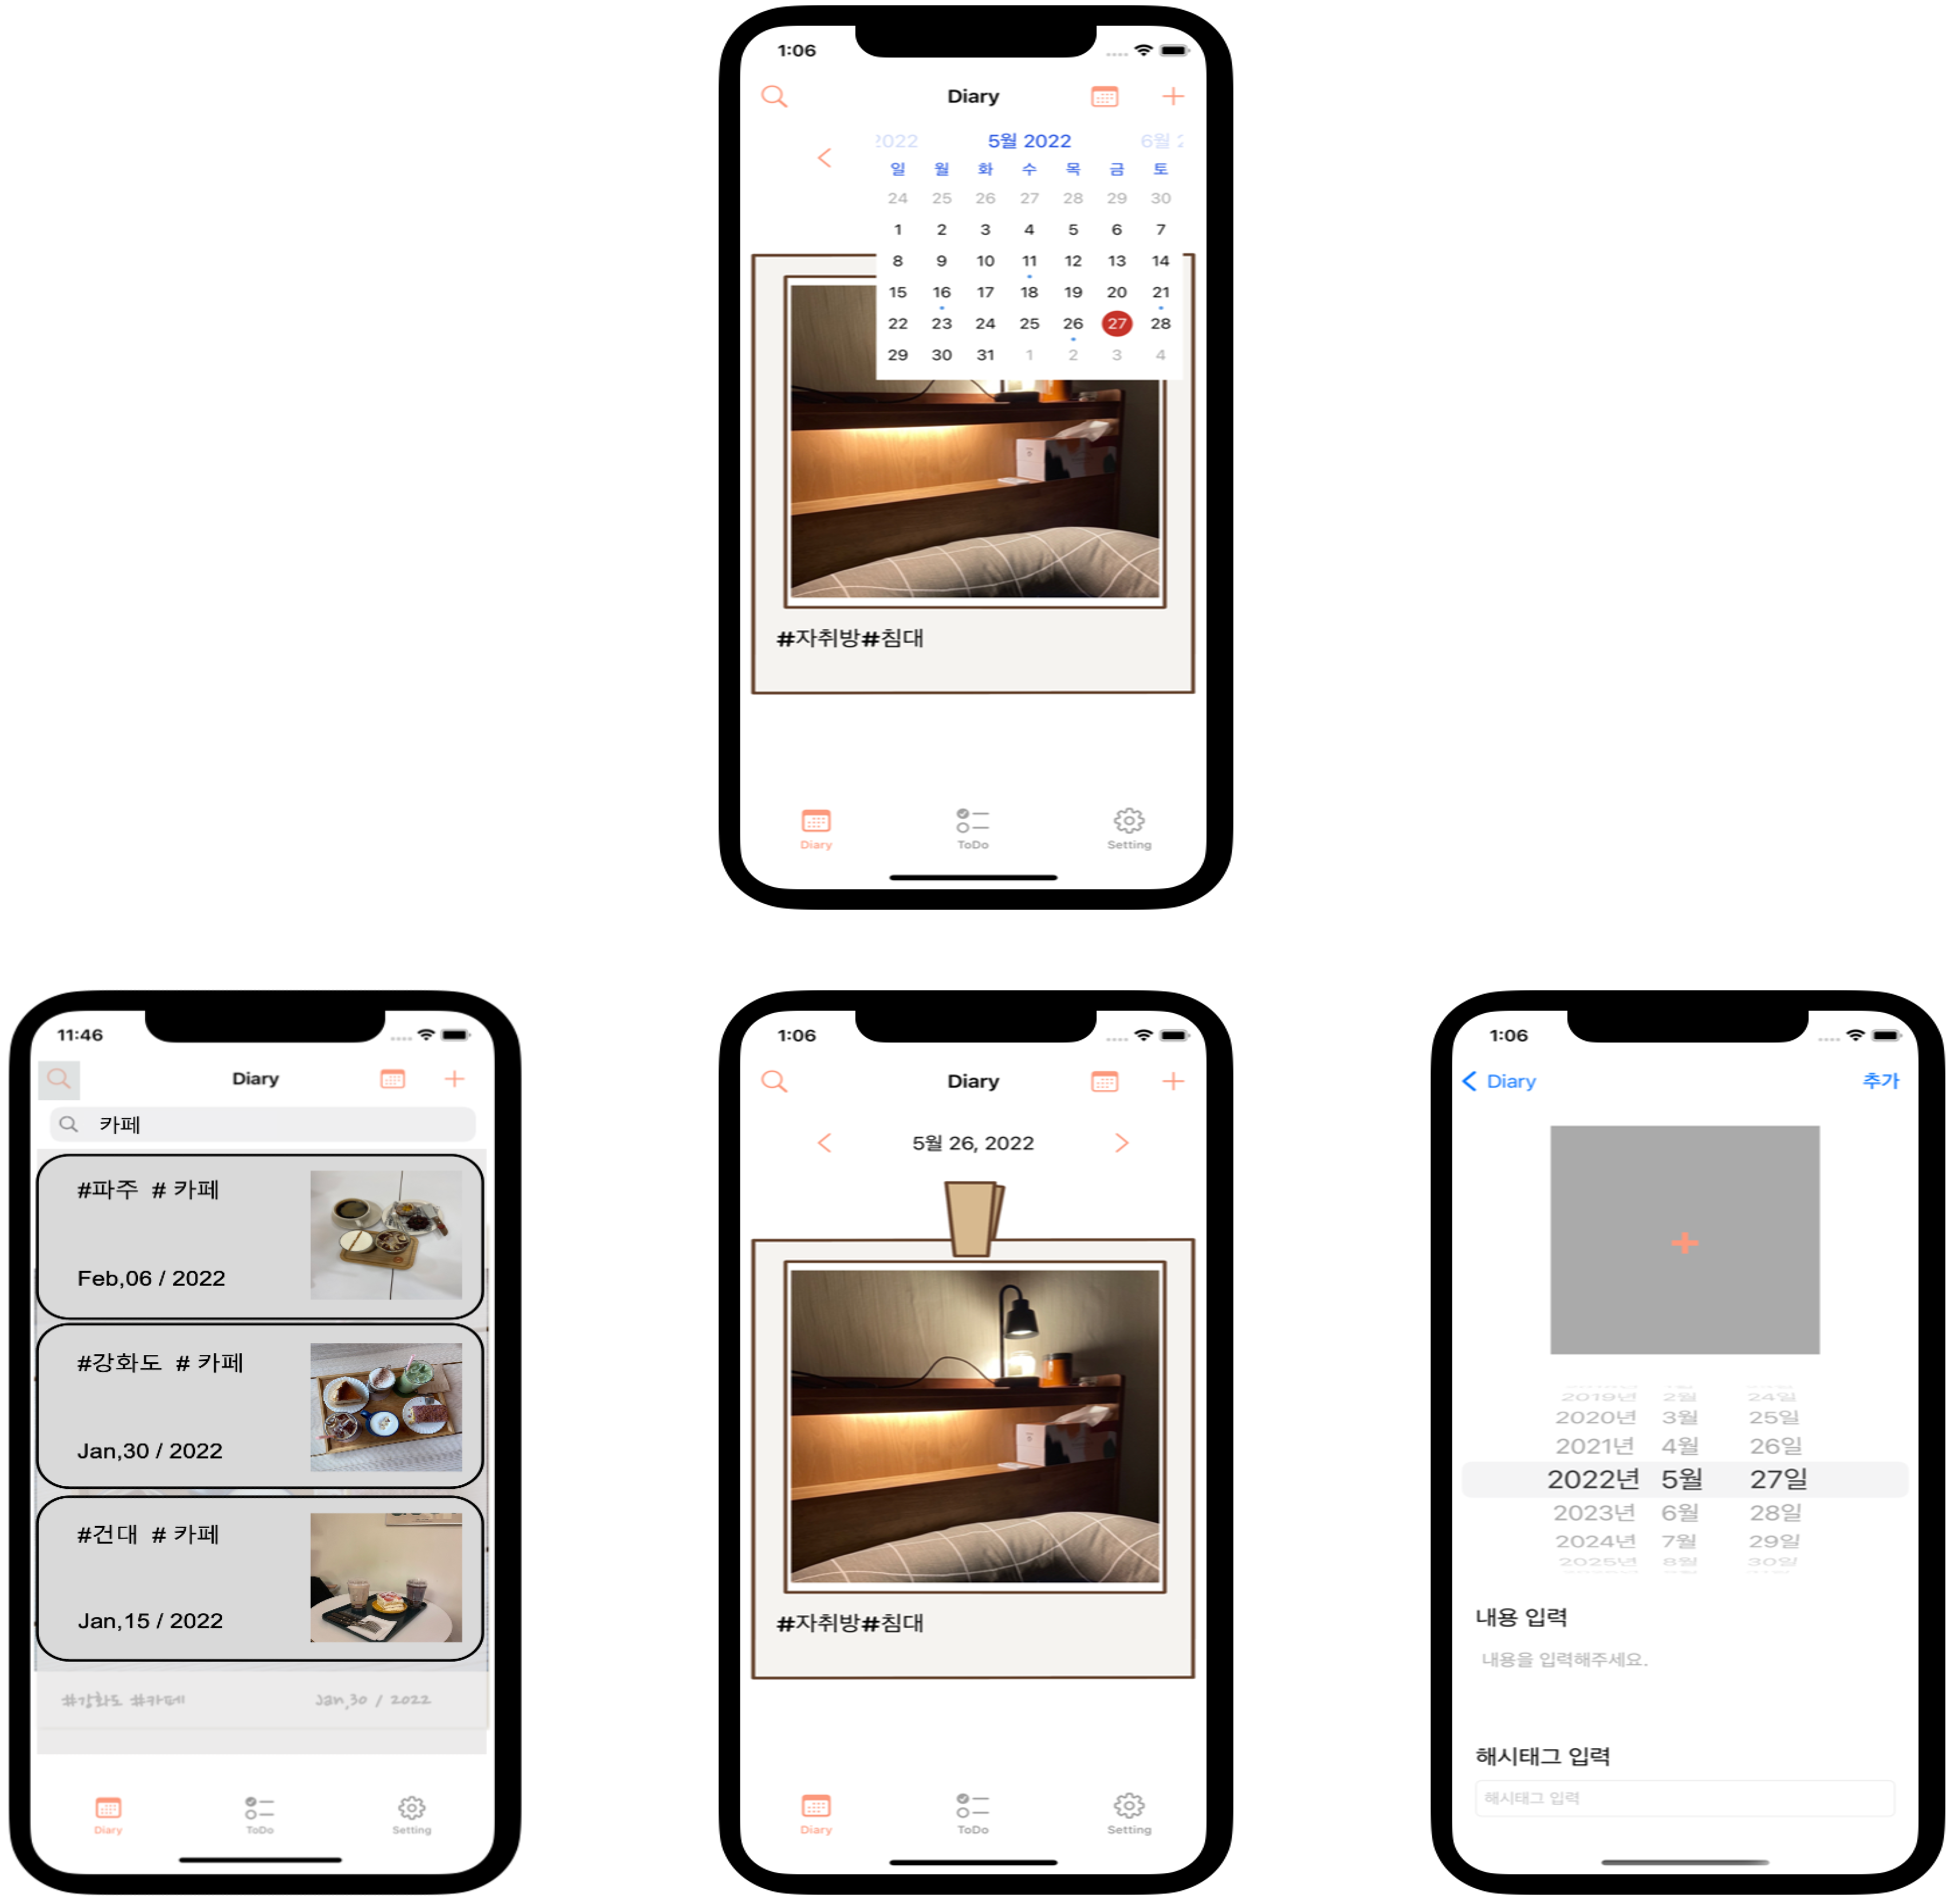 1:06
Diary
2022 5월 2022 6월 2
일 월 화 수 목 금 토
24 25 26 27 28 29 30
1 2 3 4 5 6 7
8 9 10 11 12 13 14
15 16 17 18 19 20 21
22 23 24 25 26 27 28
29 30 31 1 2 3 4
#자취방#침대
Diary ToDo Setting
11:46
Diary
카페
#파주 # 카페
Feb,06 / 2022
#강화도 # 카페
Jan,30 / 2022
#건대 # 카페
Jan,15 / 2022
#강화도 #카페 Jan,30 / 2022
Diary ToDo Setting
1:06
Diary
5월 26, 2022
#자취방#침대
Diary ToDo Setting
1:06
Diary 추가
2019년 2월 24일
2020년 3월 25일
2021년 4월 26일
2022년 5월 27일
2023년 6월 28일
2024년 7월 29일
2025년 8월 30일
내용 입력
내용을 입력해주세요.
해시태그 입력
해시태그 입력